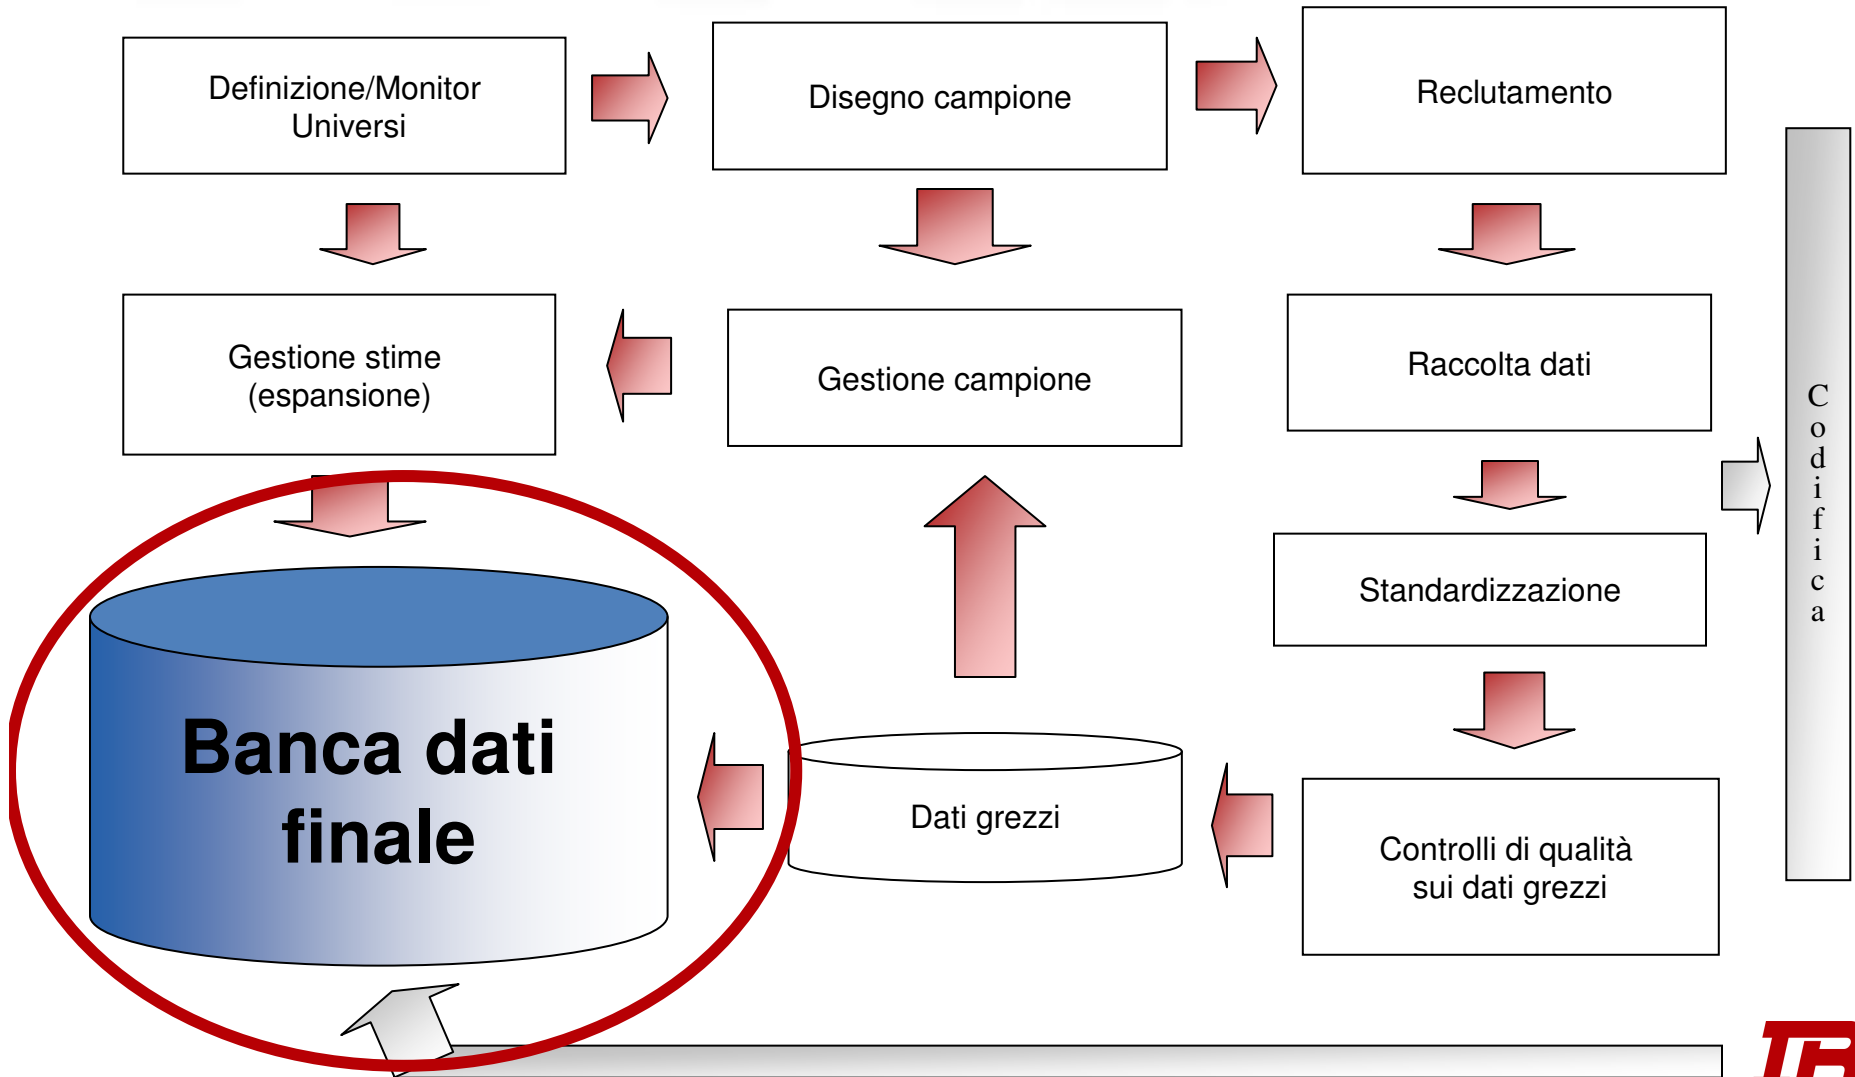 Definizione/Monitor
Universi
Disegno campione
Reclutamento
Gestione stime
(espansione)
Gestione campione
Raccolta dati
Codifica
Standardizzazione
Banca dati
finale
Dati grezzi
Controlli di qualità
sui dati grezzi